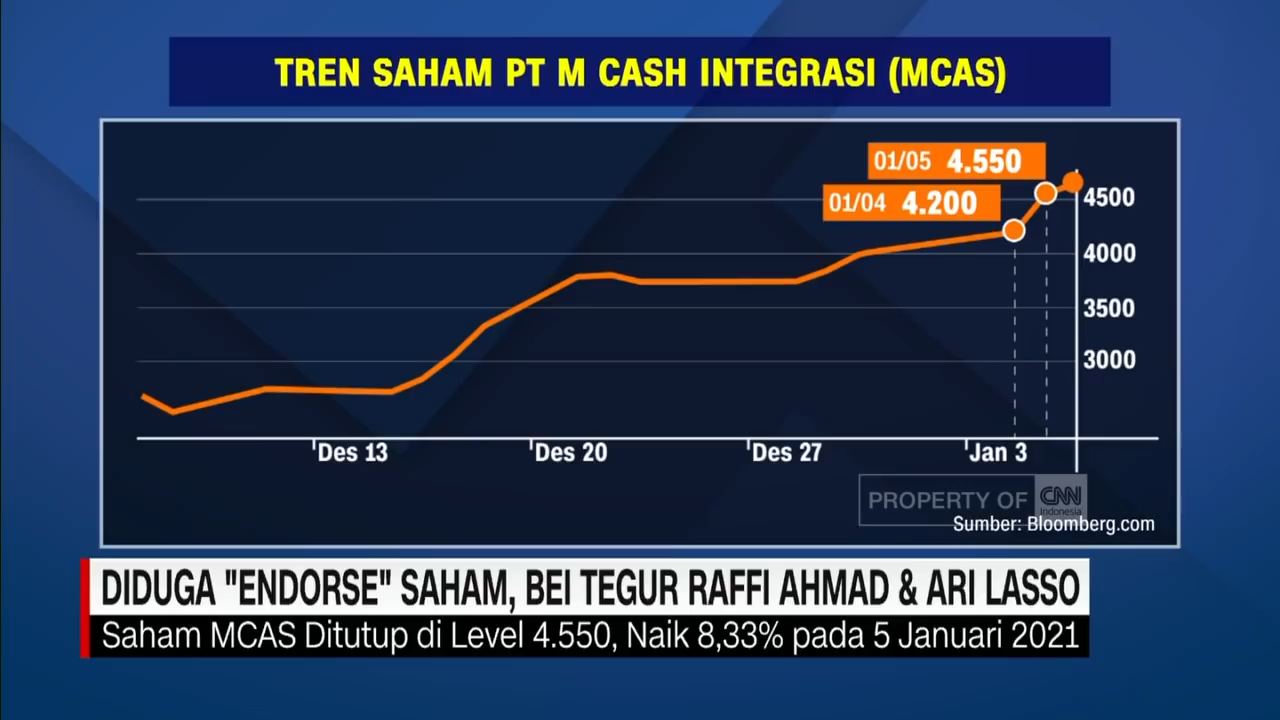 TREN SAHAM PT M CASH INTEGRASI (MCAS)
01/05 4.550
01/04 4.200
4500
4000
3500
3000
Des 13
Des 20
Des 27
Jan 3
PROPERTY OF CNN Indonesia
Sumber: Bloomberg.com
DIDUGA "ENDORSE" SAHAM, BEI TEGUR RAFFI AHMAD & ARI LASSO
Saham MCAS Ditutup di Level 4.550, Naik 8,33% pada 5 Januari 2021